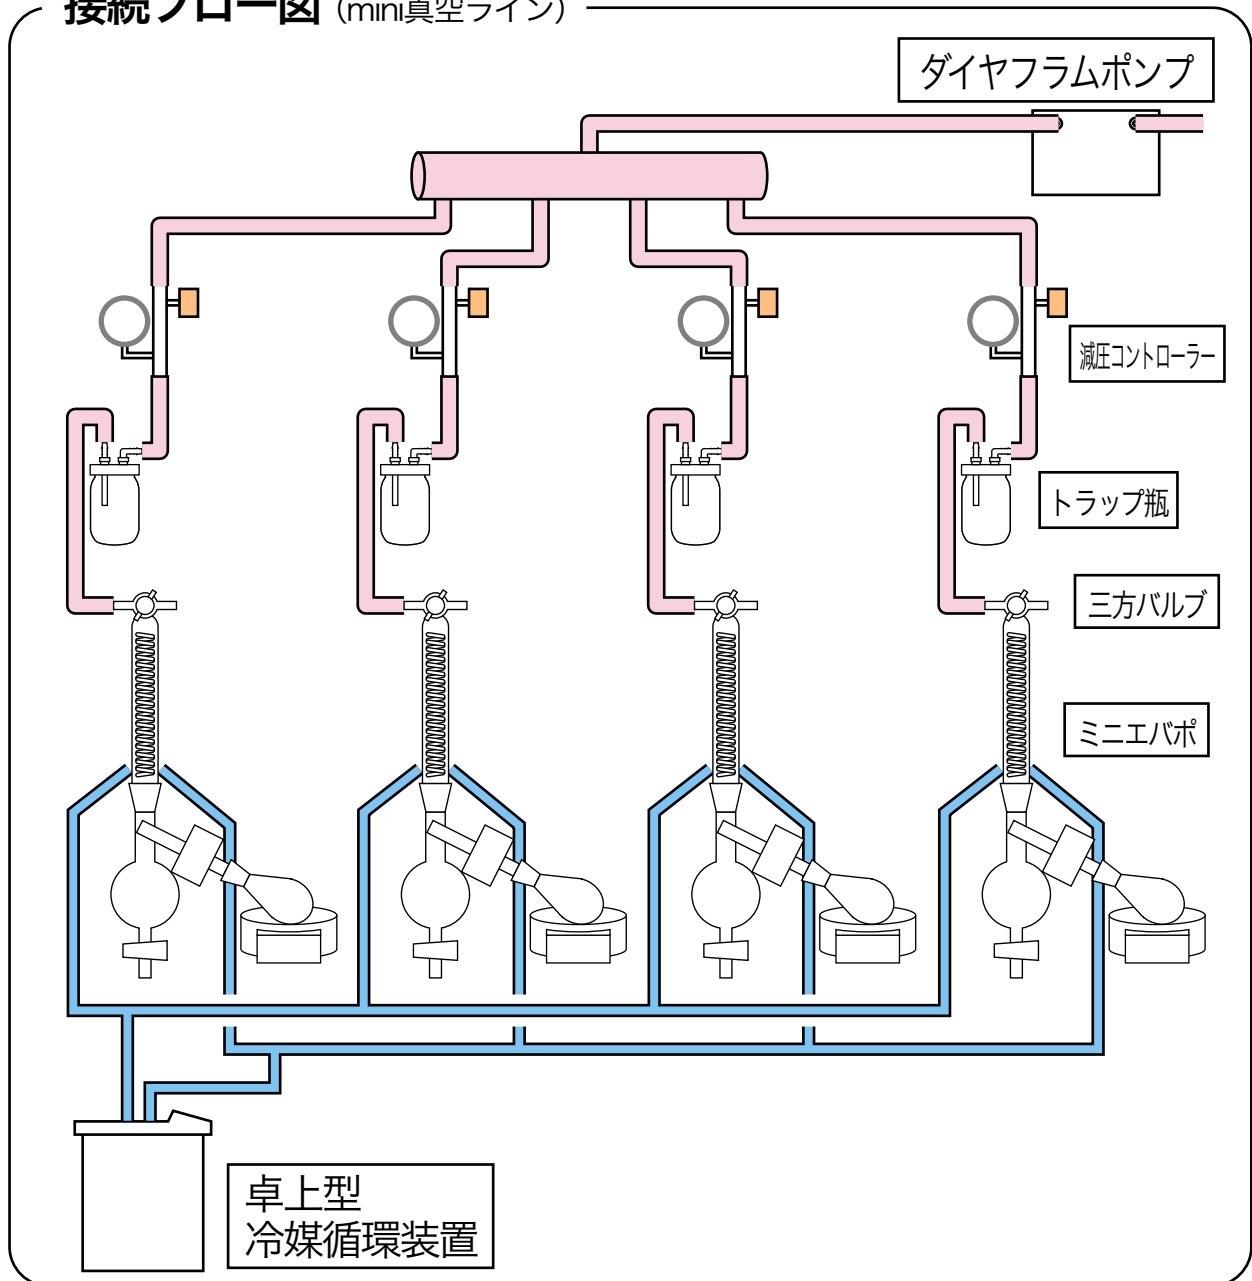 接続フロー図（mini真空ライン）
ダイヤフラムポンプ
減圧コントローラー
トラップ瓶
三方バルブ
ミニエバポ
卓上型
冷媒循環装置